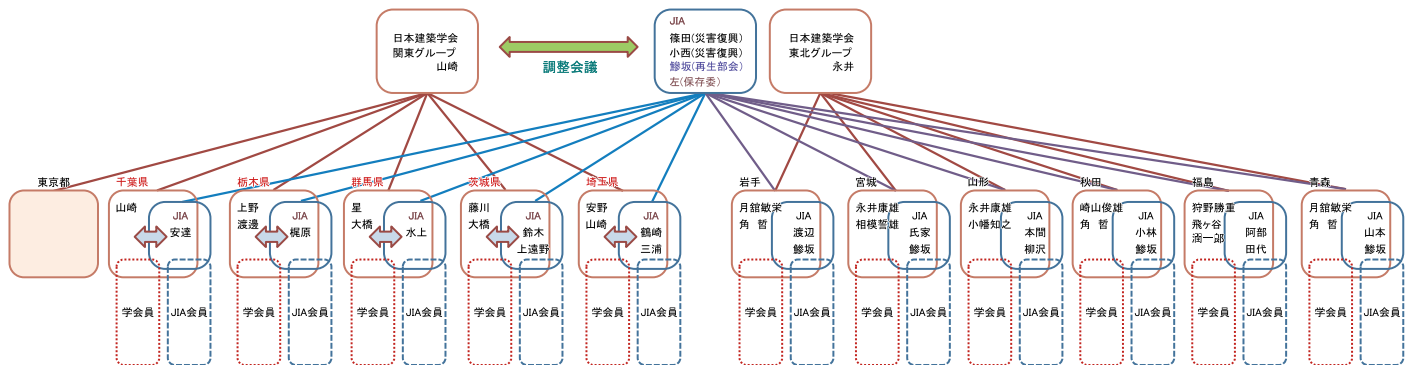 日本建築学会
関東グループ
山崎
調整会議
JIA
篠田(災害復興)
小西(災害復興)
鯵坂(再生部会)
左(保存委)
日本建築学会
東北グループ
永井
東京都
千葉県
山崎
JIA
安達
学会員
JIA会員
栃木県
上野
渡邊
JIA
梶原
学会員
JIA会員
群馬県
星
大橋
JIA
水上
学会員
JIA会員
茨城県
藤川
大橋
JIA
鈴木
上遠野
学会員
JIA会員
埼玉県
安野
山崎
JIA
鶴崎
三浦
学会員
JIA会員
岩手
月舘敏栄
角 哲
JIA
渡辺
鯵坂
学会員
JIA会員
宮城
永井康雄
相模誓雄
JIA
氏家
鯵坂
学会員
JIA会員
山形
永井康雄
小幡知之
JIA
本間
柳沢
学会員
JIA会員
秋田
崎山俊雄
角 哲
JIA
小林
鯵坂
学会員
JIA会員
福島
狩野勝重
飛ヶ谷
潤一郎
JIA
阿部
田代
学会員
JIA会員
青森
月舘敏栄
角 哲
JIA
山本
鯵坂
学会員
JIA会員